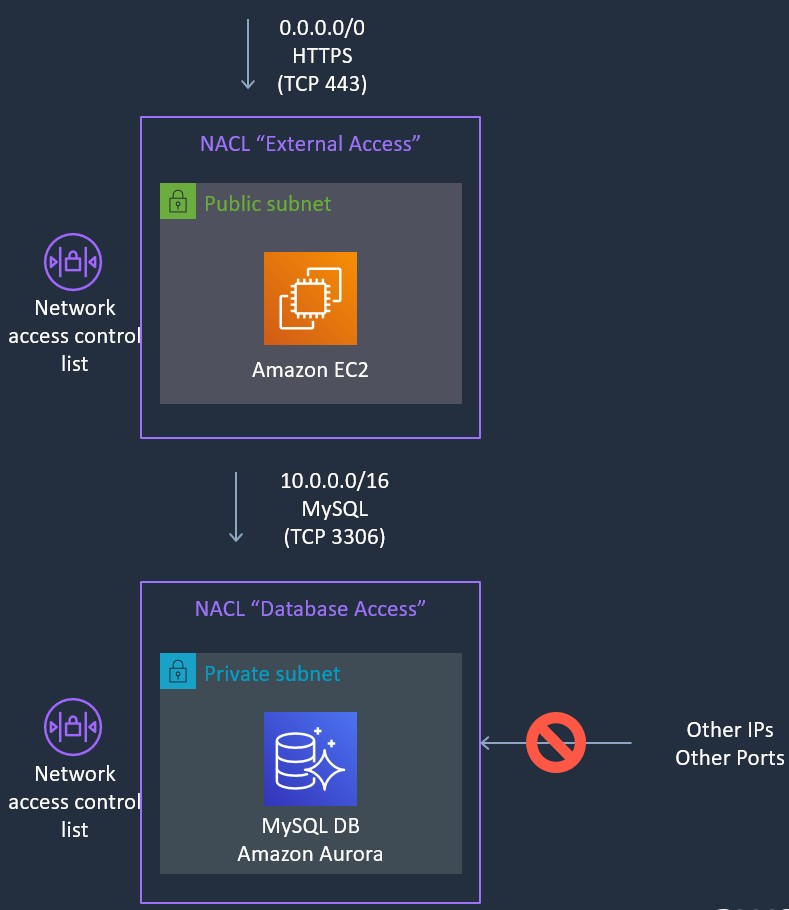 0.0.0.0/0
HTTPS
(TCP 443)
NACL “External Access”
Public subnet
Network
access control
list
Amazon EC2
10.0.0.0/16
MySQL
(TCP 3306)
NACL “Database Access”
Private subnet
Other IPs
Other Ports
Network
access control
list
MySQL DB
Amazon Aurora